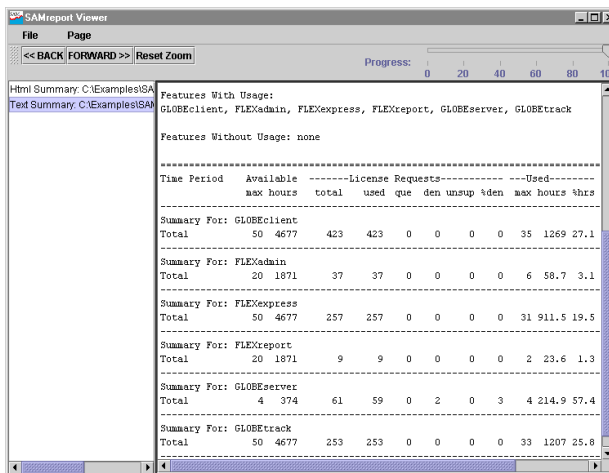 SAMreport Viewer
File Page
<< BACK FORWARD >> Reset Zoom
Progress:
0 20 40 60 80 10
Html Summary: C:\Examples\SA
Text Summary: C:\Examples\SAM
Features With Usage:
GLOBEclient, FLEXadmin, FLEXexpress, FLEXreport, GLOBEserver, GLOBEtrack
Features Without Usage: none
==========================================================================
Time Period Available -------License Requests----------- ---Used--------
max hours total used que den unsup %den max hours %hrs
--------------------------------------------------------------------------
Summary For: GLOBEclient
Total 50 4677 423 423 0 0 0 0 35 1269 27.1
--------------------------------------------------------------------------
Summary For: FLEXadmin
Total 20 1871 37 37 0 0 0 0 6 58.7 3.1
--------------------------------------------------------------------------
Summary For: FLEXexpress
Total 50 4677 257 257 0 0 0 0 31 911.5 19.5
--------------------------------------------------------------------------
Summary For: FLEXreport
Total 20 1871 9 9 0 0 0 0 2 23.6 1.3
--------------------------------------------------------------------------
Summary For: GLOBEserver
Total 4 374 61 59 0 2 0 3 4 214.9 57.4
--------------------------------------------------------------------------
Summary For: GLOBEtrack
Total 50 4677 253 253 0 0 0 0 33 1207 25.8
--------------------------------------------------------------------------